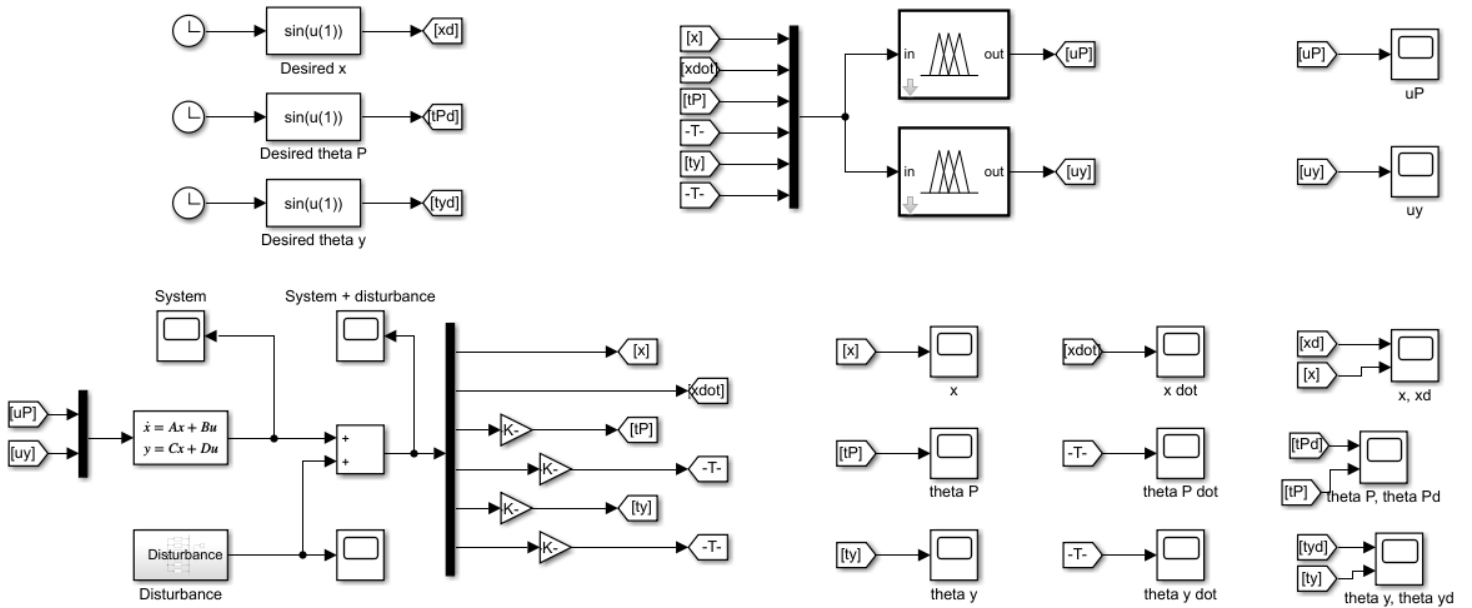 sin(u(1))
[xd]
Desired x
sin(u(1))
[tPd]
Desired theta P
sin(u(1))
[tyd]
Desired theta y
[x]
[xdot]
[tP]
-T-
[ty]
-T-
in
out
[uP]
in
out
[uy]
[uP]
uP
[uy]
uy
System
System + disturbance
[uP]
[uy]
ẋ = Ax + Bu
y = Cx + Du
+
+
Disturbance
Disturbance
[x]
[xdot]
-K-
[tP]
-K-
-T-
-K-
[ty]
-K-
-T-
[x]
x
[xdot]
x dot
[xd]
[x]
x, xd
[tP]
theta P
-T-
theta P dot
[tPd]
[tP]
theta P, theta Pd
[ty]
theta y
-T-
theta y dot
[tyd]
[ty]
theta y, theta yd